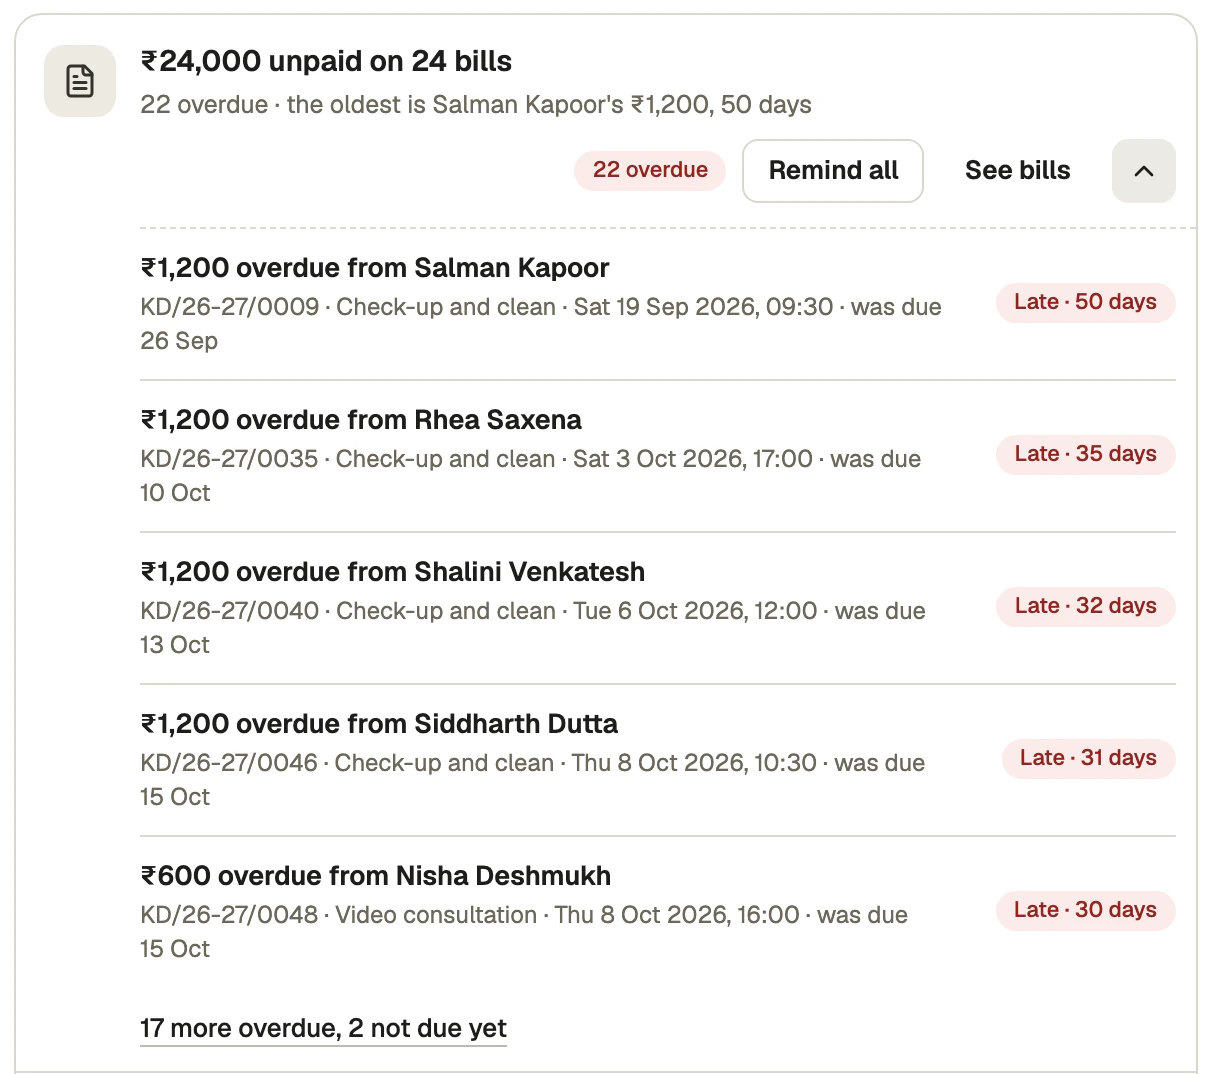 ₹24,000 unpaid on 24 bills
22 overdue · the oldest is Salman Kapoor's ₹1,200, 50 days
22 overdue
Remind all
See bills
₹1,200 overdue from Salman Kapoor
KD/26-27/0009 · Check-up and clean · Sat 19 Sep 2026, 09:30 · was due
26 Sep
Late · 50 days
₹1,200 overdue from Rhea Saxena
KD/26-27/0035 · Check-up and clean · Sat 3 Oct 2026, 17:00 · was due
10 Oct
Late · 35 days
₹1,200 overdue from Shalini Venkatesh
KD/26-27/0040 · Check-up and clean · Tue 6 Oct 2026, 12:00 · was due
13 Oct
Late · 32 days
₹1,200 overdue from Siddharth Dutta
KD/26-27/0046 · Check-up and clean · Thu 8 Oct 2026, 10:30 · was due
15 Oct
Late · 31 days
₹600 overdue from Nisha Deshmukh
KD/26-27/0048 · Video consultation · Thu 8 Oct 2026, 16:00 · was due
15 Oct
Late · 30 days
17 more overdue, 2 not due yet